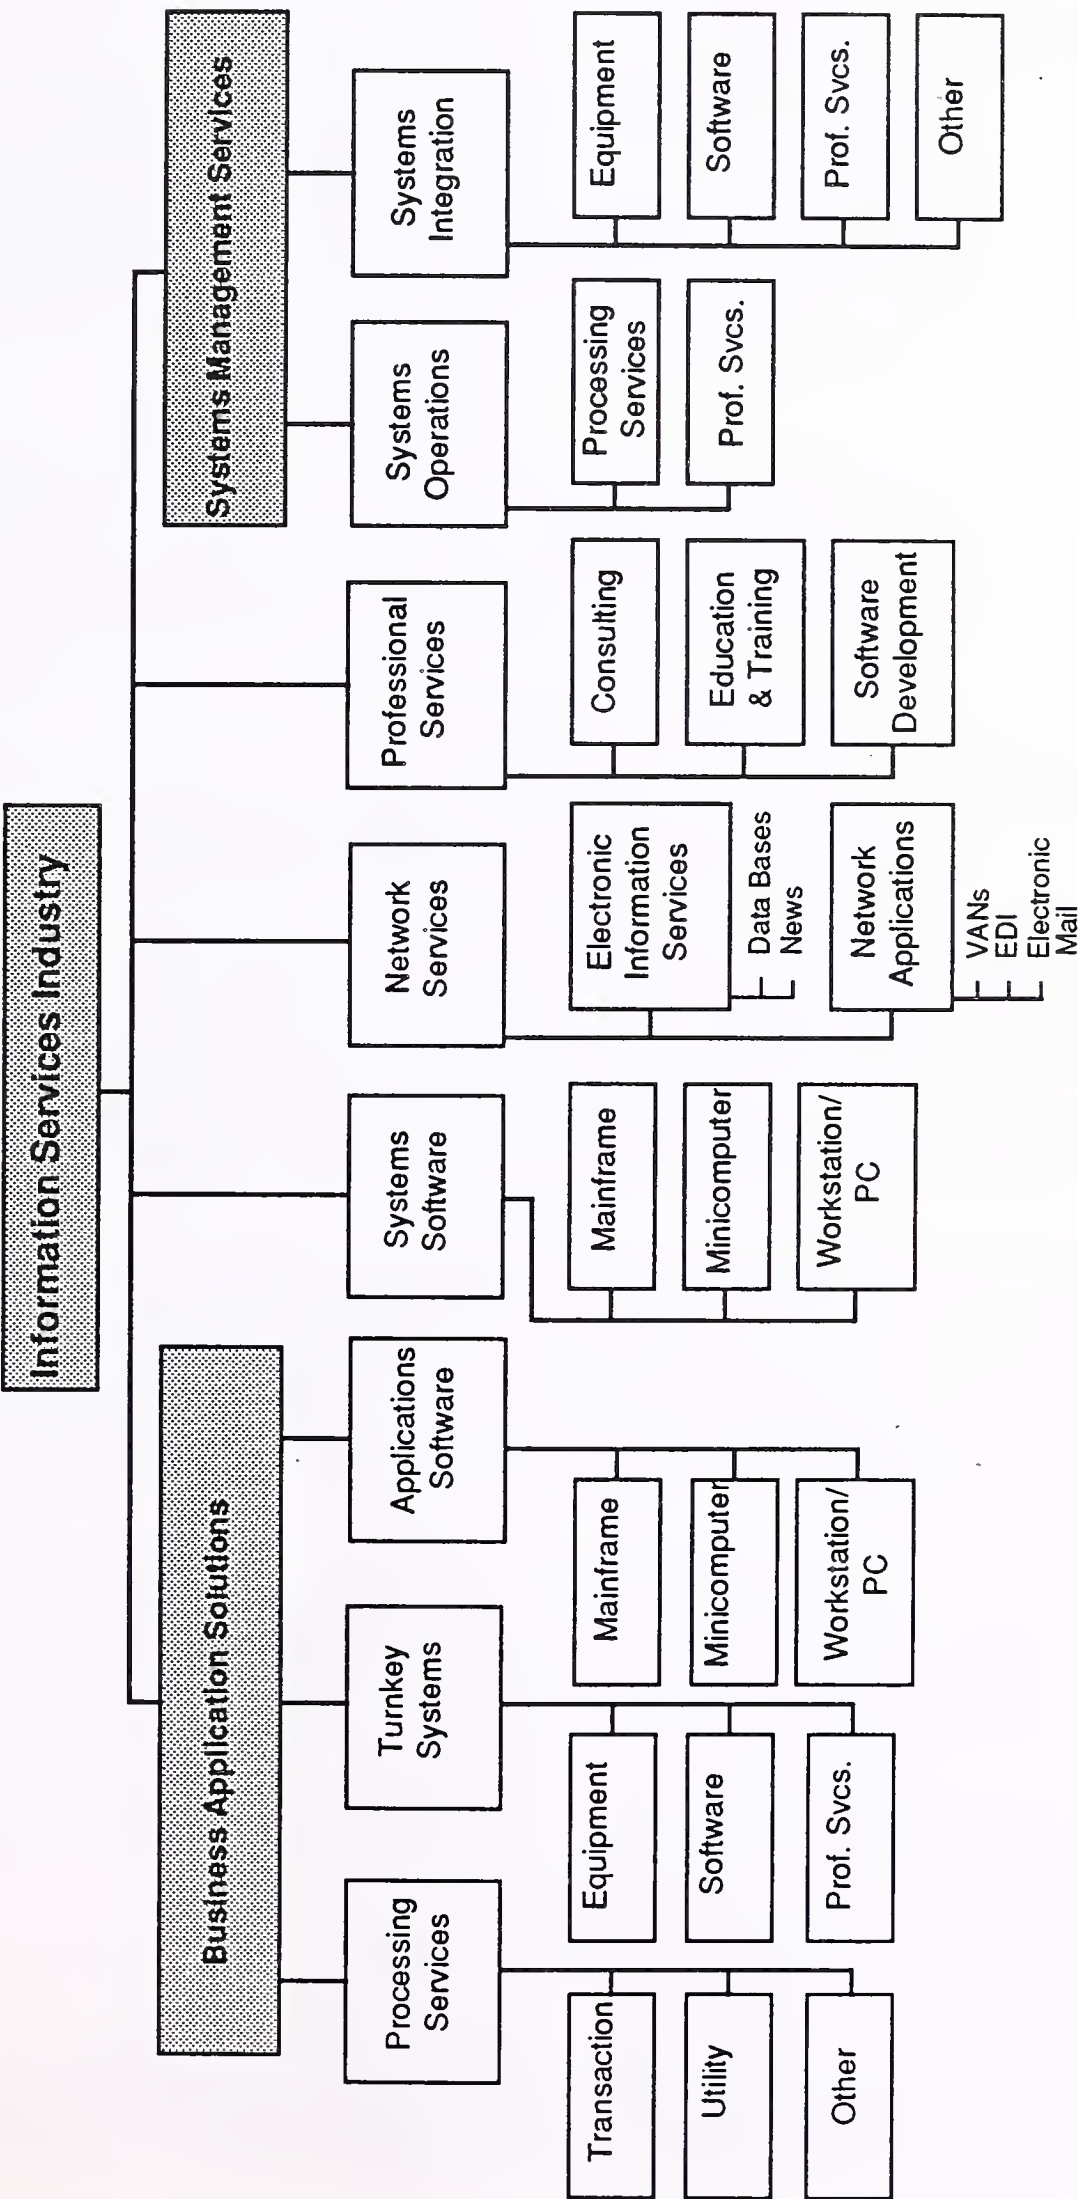 Information Services Industry
Business Application Solutions
Systems Management Services
Processing
Services
Turnkey
Systems
Applications
Software
Systems
Software
Network
Services
Professional
Services
Systems
Operations
Systems
Integration
Transaction
Utility
Other
Equipment
Software
Prof. Svcs.
Mainframe
Minicomputer
Workstation/
PC
Mainframe
Minicomputer
Workstation/
PC
Electronic
Information
Services
Data Bases
News
Network
Applications
VANs
EDI
Electronic
Mail
Consulting
Education
& Training
Software
Development
Processing
Services
Prof. Svcs.
Equipment
Software
Prof. Svcs.
Other